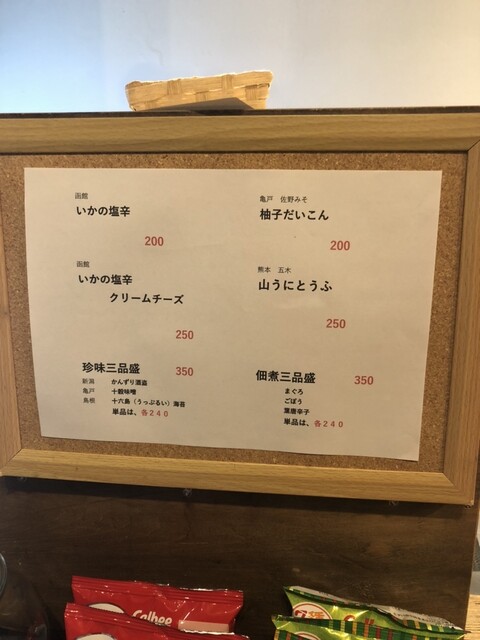 函館
いかの塩辛
200
函館
いかの塩辛
クリームチーズ
250
珍味三品盛 350
新潟 かんずり酒盗
亀戸 十穀味噌
島根 十六島（うっぷるい）海苔
単品は、各240
亀戸 佐野みそ
柚子だいこん
200
熊本 五木
山うにとうふ
250
佃煮三品盛 350
まぐろ
ごぼう
葉唐辛子
単品は、各240
Calbee